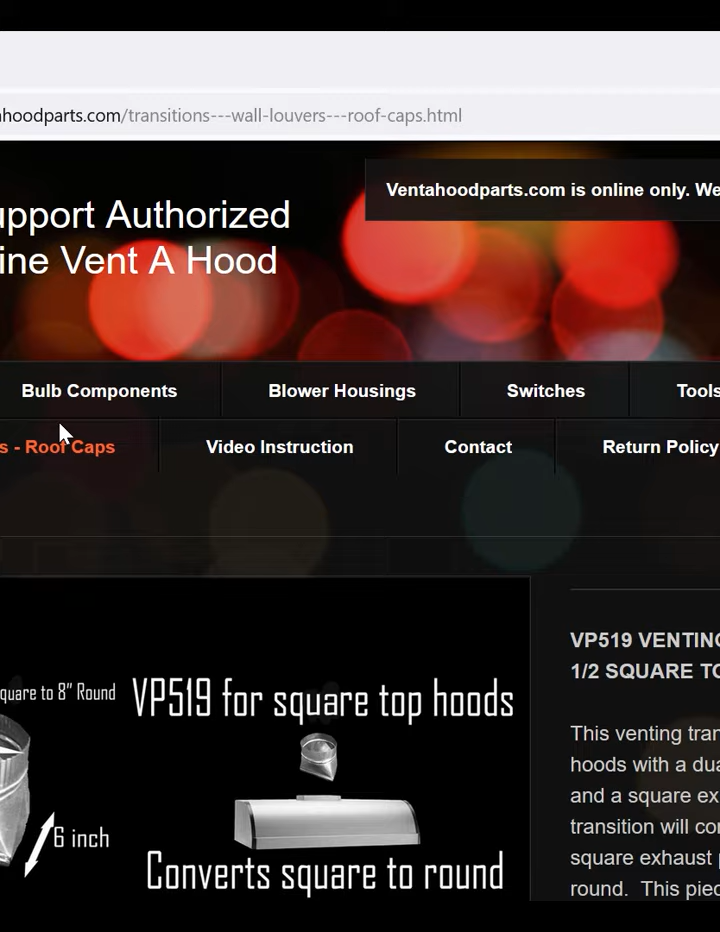 hoodparts.com/transitions---wall-louvers---roof-caps.html
Ventahoodparts.com is online only. We
upport Authorized
ine Vent A Hood
Bulb Components Blower Housings Switches Tools
s - Roof Caps Video Instruction Contact Return Policy
quare to 8" Round
VP519 for square top hoods
6 inch
Converts square to round
VP519 VENTING
1/2 SQUARE TO
This venting tran
hoods with a dua
and a square ex
transition will con
square exhaust p
round. This piec